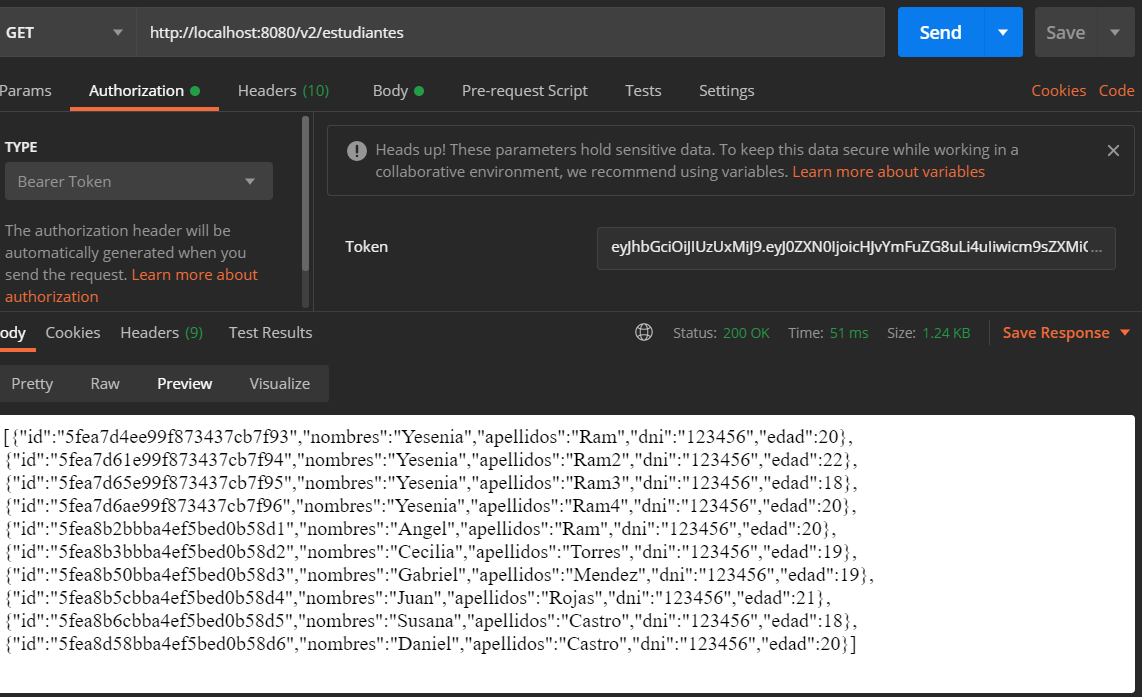 GET http://localhost:8080/v2/estudiantes Send Save
Params Authorization Headers (10) Body Pre-request Script Tests Settings Cookies Code
TYPE
Bearer Token
The authorization header will be
automatically generated when you
send the request. Learn more about
authorization
Heads up! These parameters hold sensitive data. To keep this data secure while working in a
collaborative environment, we recommend using variables. Learn more about variables
Token
eyJhbGciOiJIUzUxMiJ9.eyJ0ZXN0IjoicHJvYmFuZG8uLi4uIiwicm9sZXMiO...
ody Cookies Headers (9) Test Results Status: 200 OK Time: 51 ms Size: 1.24 KB Save Response
Pretty Raw Preview Visualize
[{"id":"5fea7d4ee99f873437cb7f93","nombres":"Yesenia","apellidos":"Ram","dni":"123456","edad":20},
{"id":"5fea7d61e99f873437cb7f94","nombres":"Yesenia","apellidos":"Ram2","dni":"123456","edad":22},
{"id":"5fea7d65e99f873437cb7f95","nombres":"Yesenia","apellidos":"Ram3","dni":"123456","edad":18},
{"id":"5fea7d6ae99f873437cb7f96","nombres":"Yesenia","apellidos":"Ram4","dni":"123456","edad":20},
{"id":"5fea8b2bbba4ef5bed0b58d1","nombres":"Angel","apellidos":"Ram","dni":"123456","edad":20},
{"id":"5fea8b3bbba4ef5bed0b58d2","nombres":"Cecilia","apellidos":"Torres","dni":"123456","edad":19},
{"id":"5fea8b50bba4ef5bed0b58d3","nombres":"Gabriel","apellidos":"Mendez","dni":"123456","edad":19},
{"id":"5fea8b5cbba4ef5bed0b58d4","nombres":"Juan","apellidos":"Rojas","dni":"123456","edad":21},
{"id":"5fea8b6cbba4ef5bed0b58d5","nombres":"Susana","apellidos":"Castro","dni":"123456","edad":18},
{"id":"5fea8d58bba4ef5bed0b58d6","nombres":"Daniel","apellidos":"Castro","dni":"123456","edad":20}]